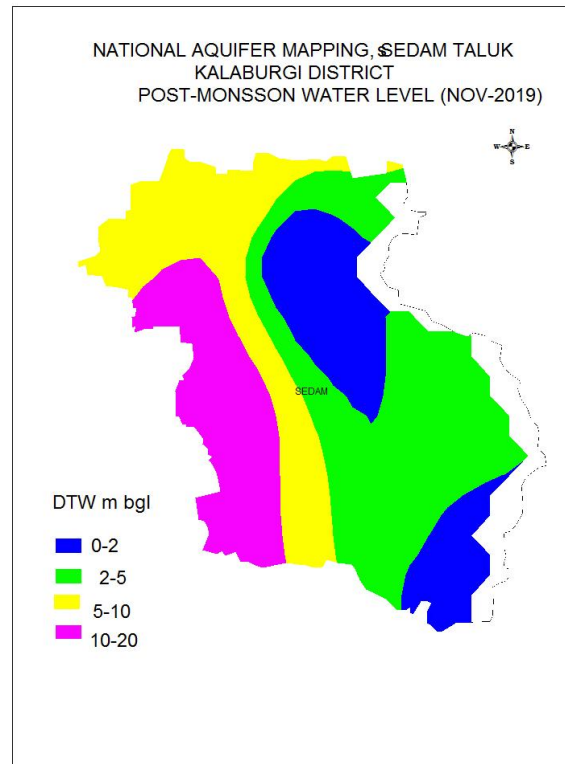 NATIONAL AQUIFER MAPPING, SEDAM TALUK
KALABURGI DISTRICT
POST-MONSSON WATER LEVEL (NOV-2019)
N
W E
S
SEDAM
DTW m bgl
0-2
2-5
5-10
10-20